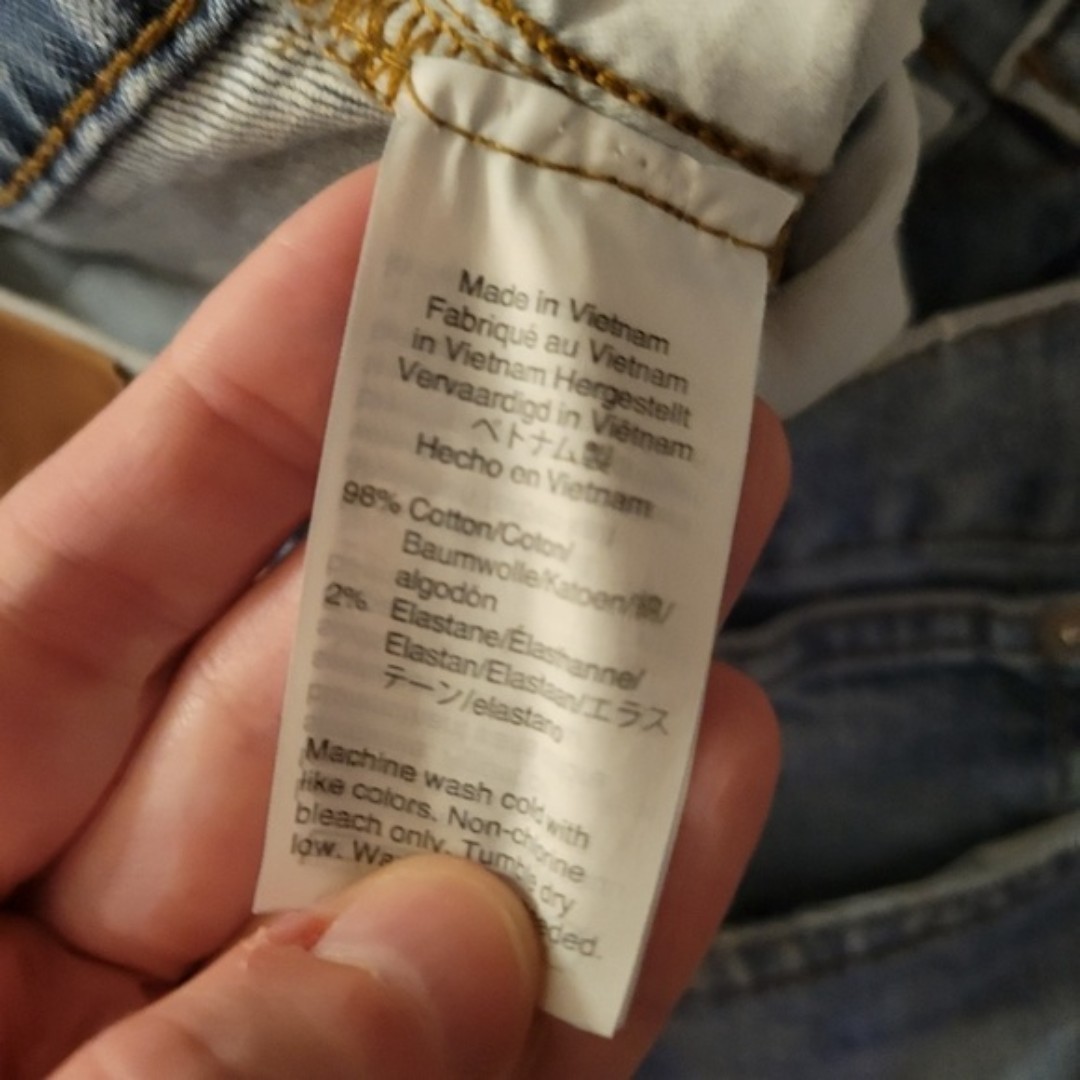 Made in Vietnam
Fabriqué au Vietnam
in Vietnam Hergestellt
Vervaardigd in Viëtnam
ベトナム製
Hecho en Vietnam
98% Cotton/Coton/
Baumwolle/Katoen/綿/
algodón
2% Elastane/Élashanne/
Elastan/Elastaan/エラス
テーン/elastano
Machine wash cold with
like colors. Non-chlorine
bleach only. Tumble dry
low.